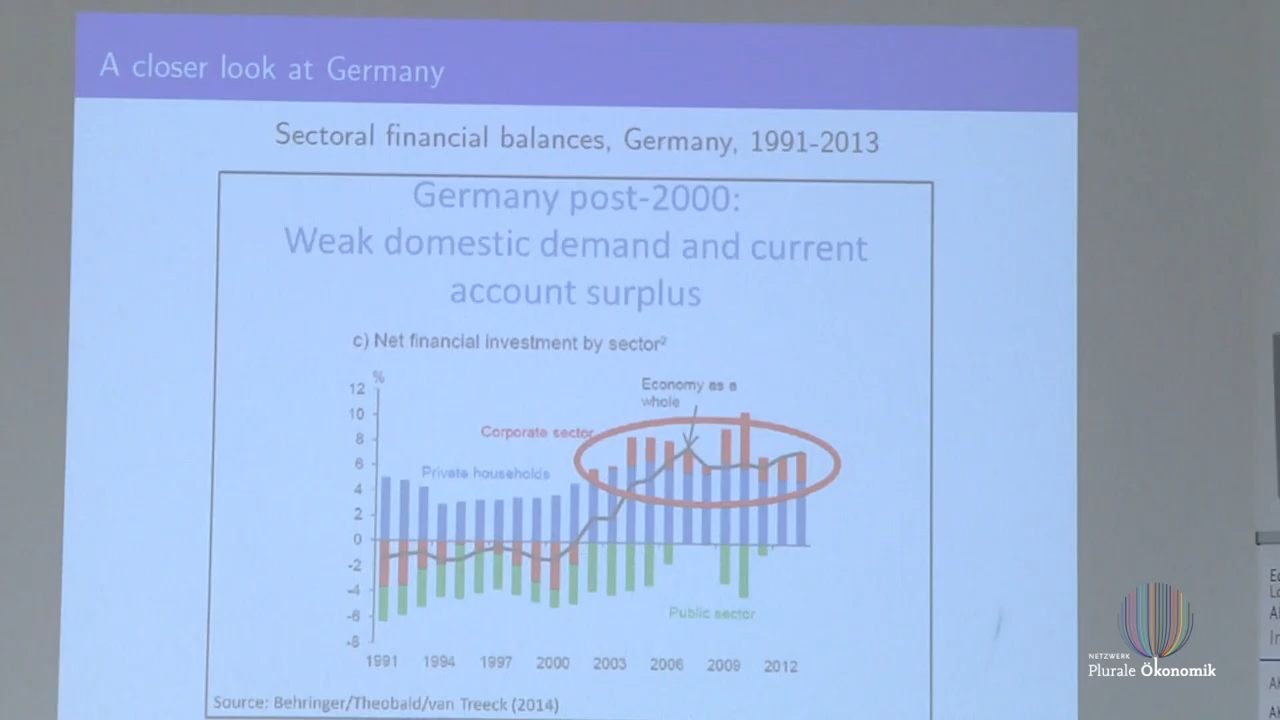 A closer look at Germany
Sectoral financial balances, Germany, 1991-2013
Germany post-2000:
Weak domestic demand and current
account surplus
c) Net financial investment by sector²
%
12
10
8
6
4
2
0
-2
-4
-6
-8
Economy as a
whole
Corporate sector
Private households
Public sector
1991 1994 1997 2000 2003 2006 2009 2012
Source: Behringer/Theobald/van Treeck (2014)
NETZWERK
Plurale Ökonomik